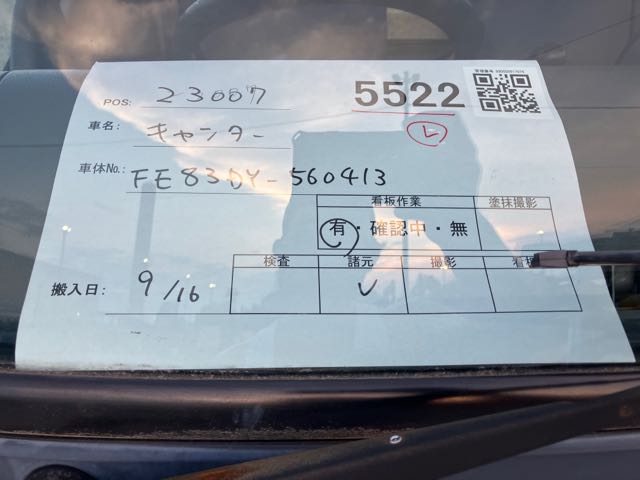 POS: 23007
5522
車名: キャンター
車体No.: FE83DY-560413
看板作業 塗抹撮影
有・確認中・無
検査 諸元 撮影 看板
搬入日: 9/16